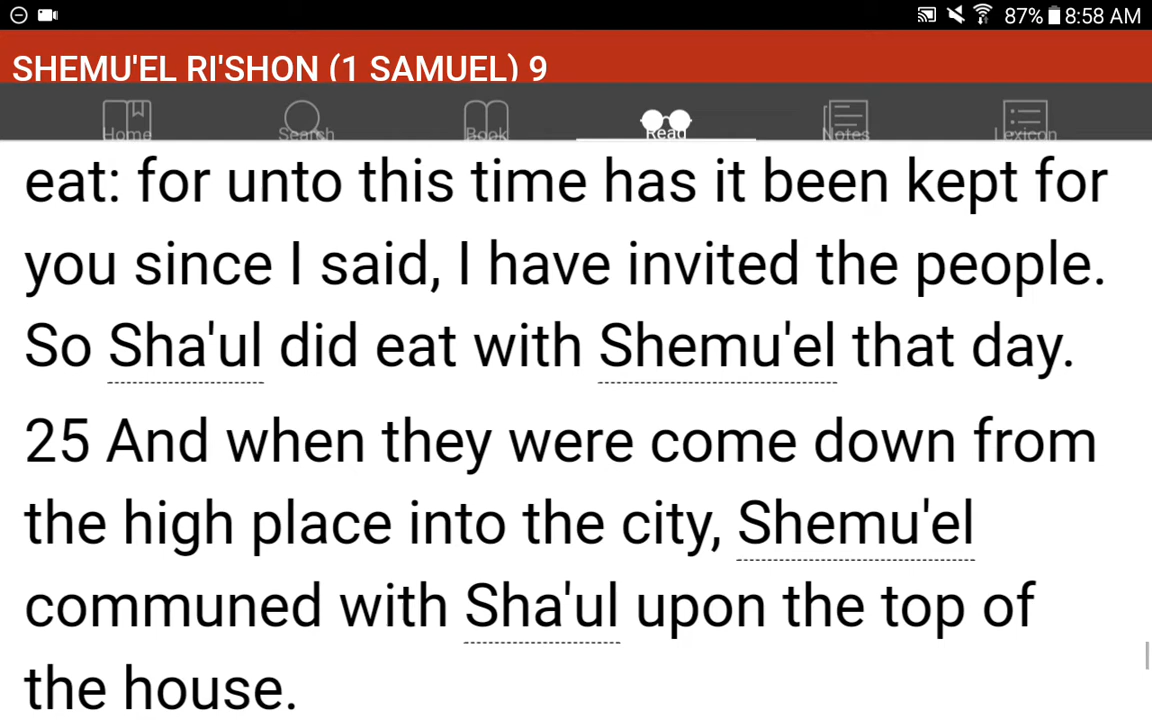 87% 8:58 AM
SHEMU'EL RI'SHON (1 SAMUEL) 9
Home Search Book Read Notes Lexicon
eat: for unto this time has it been kept for
you since I said, I have invited the people.
So Sha'ul did eat with Shemu'el that day.
25 And when they were come down from
the high place into the city, Shemu'el
communed with Sha'ul upon the top of
the house.